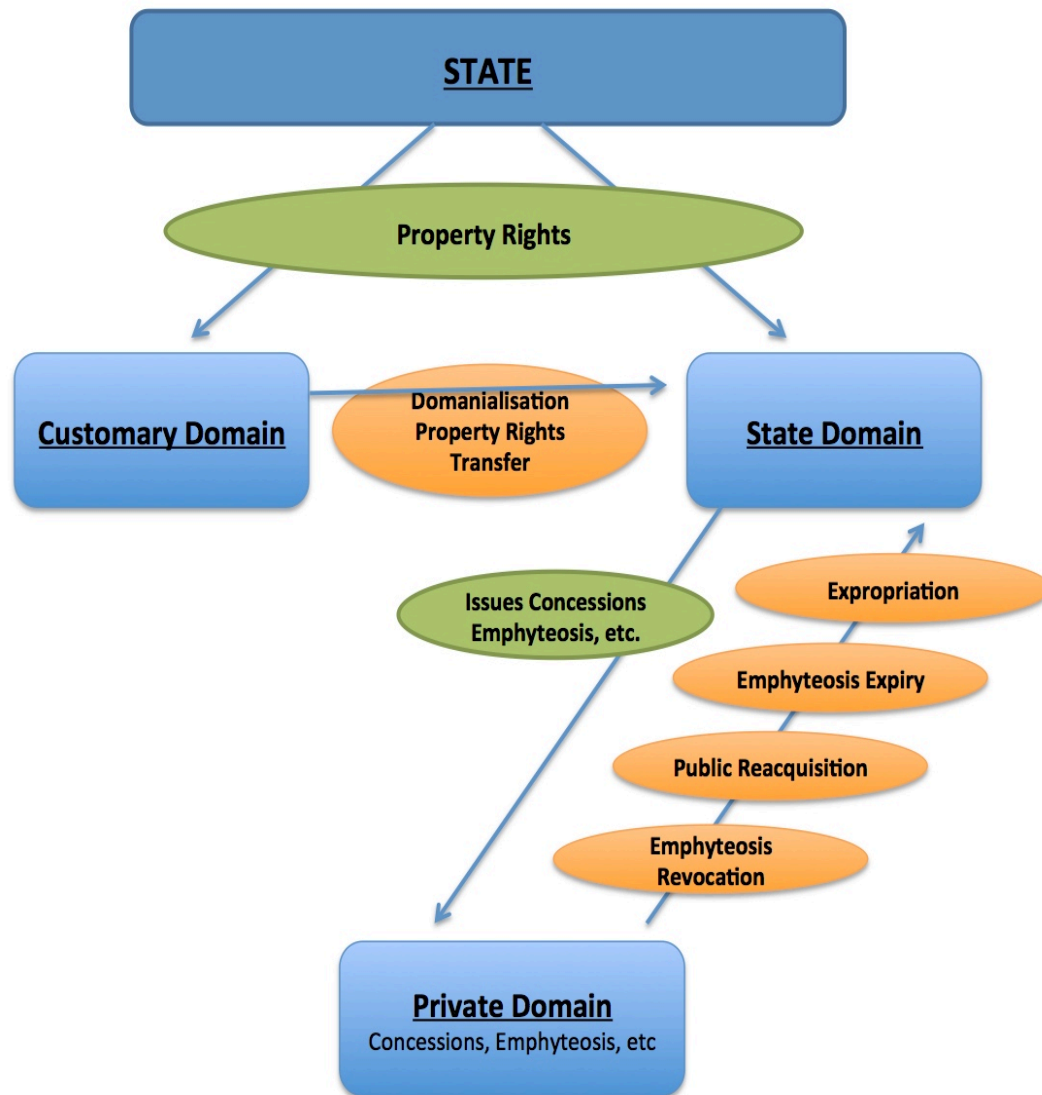 STATE
Property Rights
Customary Domain
Domanialisation
Property Rights
Transfer
State Domain
Issues Concessions
Emphyteosis, etc.
Expropriation
Emphyteosis Expiry
Public Reacquisition
Emphyteosis
Revocation
Private Domain
Concessions, Emphyteosis, etc